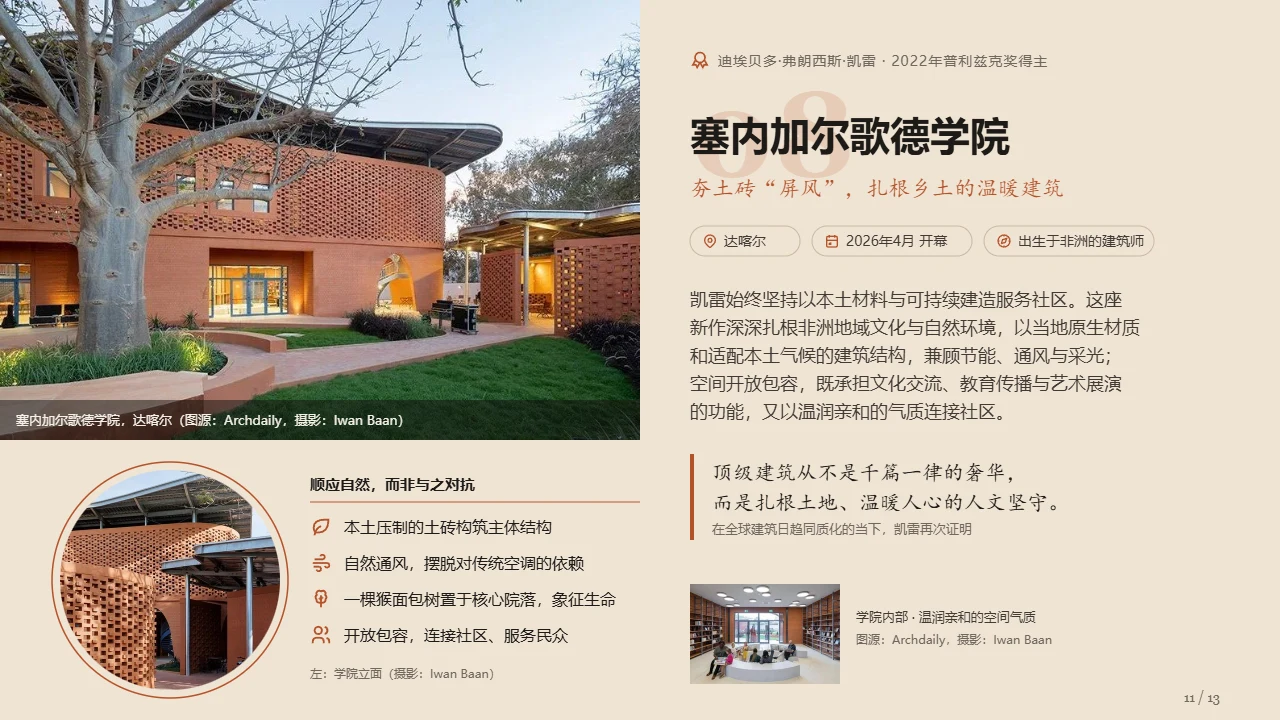 塞内加尔歌德学院，达喀尔（图源：Archdaily，摄影：Iwan Baan）
顺应自然，而非与之对抗
本土压制的土砖构筑主体结构
自然通风，摆脱对传统空调的依赖
一棵猴面包树置于核心院落，象征生命
开放包容，连接社区、服务民众
左：学院立面（摄影：Iwan Baan）
迪埃贝多·弗朗西斯·凯雷 · 2022年普利兹克奖得主
08
塞内加尔歌德学院
夯土砖“屏风”，扎根乡土的温暖建筑
达喀尔
2026年4月 开幕
出生于非洲的建筑师
凯雷始终坚持以本土材料与可持续建造服务社区。这座
新作深深扎根非洲地域文化与自然环境，以当地原生材质
和适配本土气候的建筑结构，兼顾节能、通风与采光；
空间开放包容，既承担文化交流、教育传播与艺术展演
的功能，又以温润亲和的气质连接社区。
顶级建筑从不是千篇一律的奢华，
而是扎根土地、温暖人心的人文坚守。
在全球建筑日趋同质化的当下，凯雷再次证明
学院内部 · 温润亲和的空间气质
图源：Archdaily，摄影：Iwan Baan
11 / 13